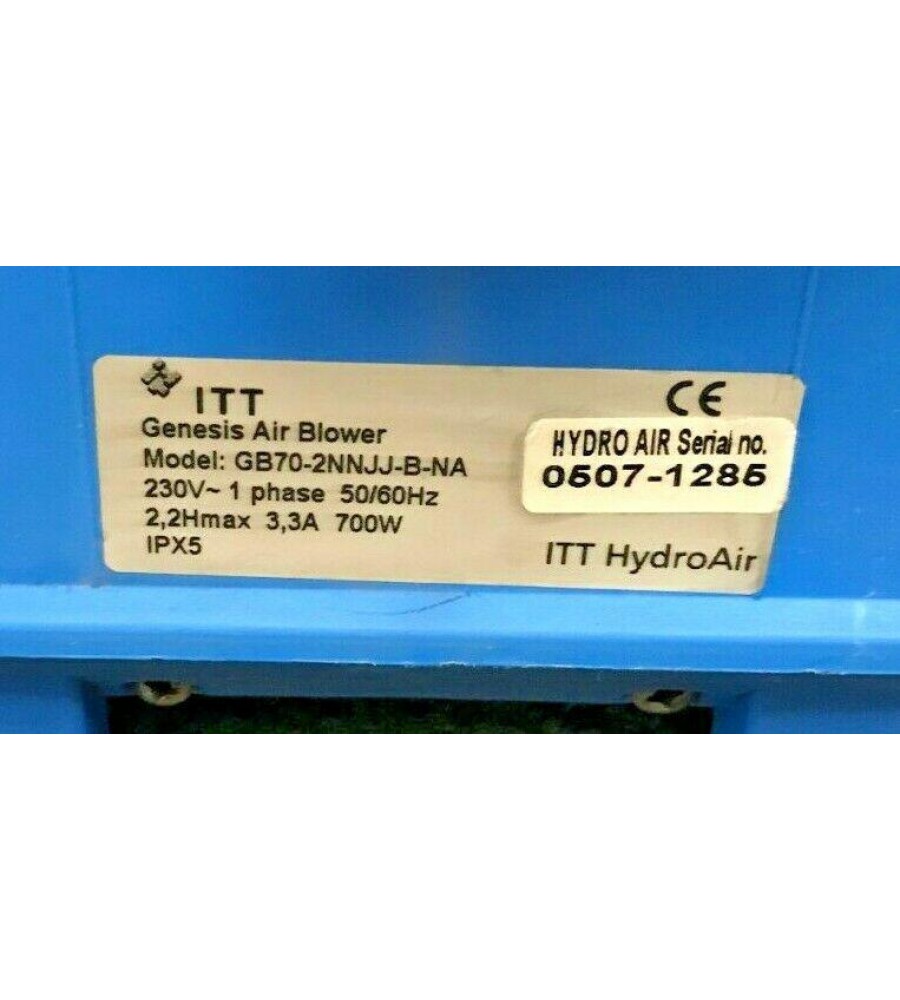 ITT
CE
Genesis Air Blower
Model: GB70-2NNJJ-B-NA
230V~ 1 phase 50/60Hz
2,2Hmax 3,3A 700W
IPX5
HYDRO AIR Serial no.
0507-1285
ITT HydroAir